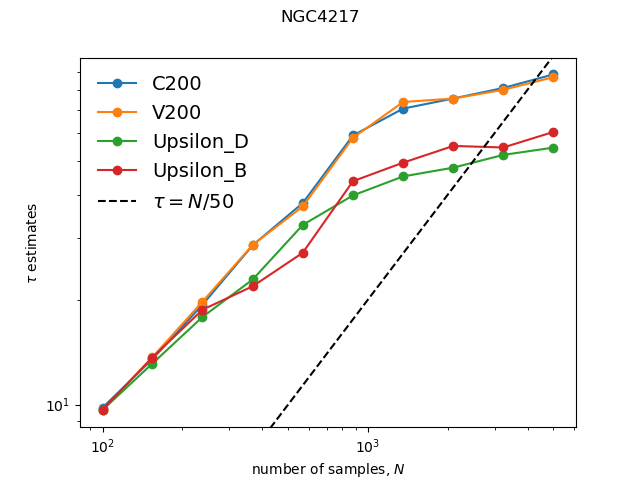 NGC4217
C200
V200
Upsilon_D
Upsilon_B
τ = N/50
τ estimates
10¹
10² 10³
number of samples, N